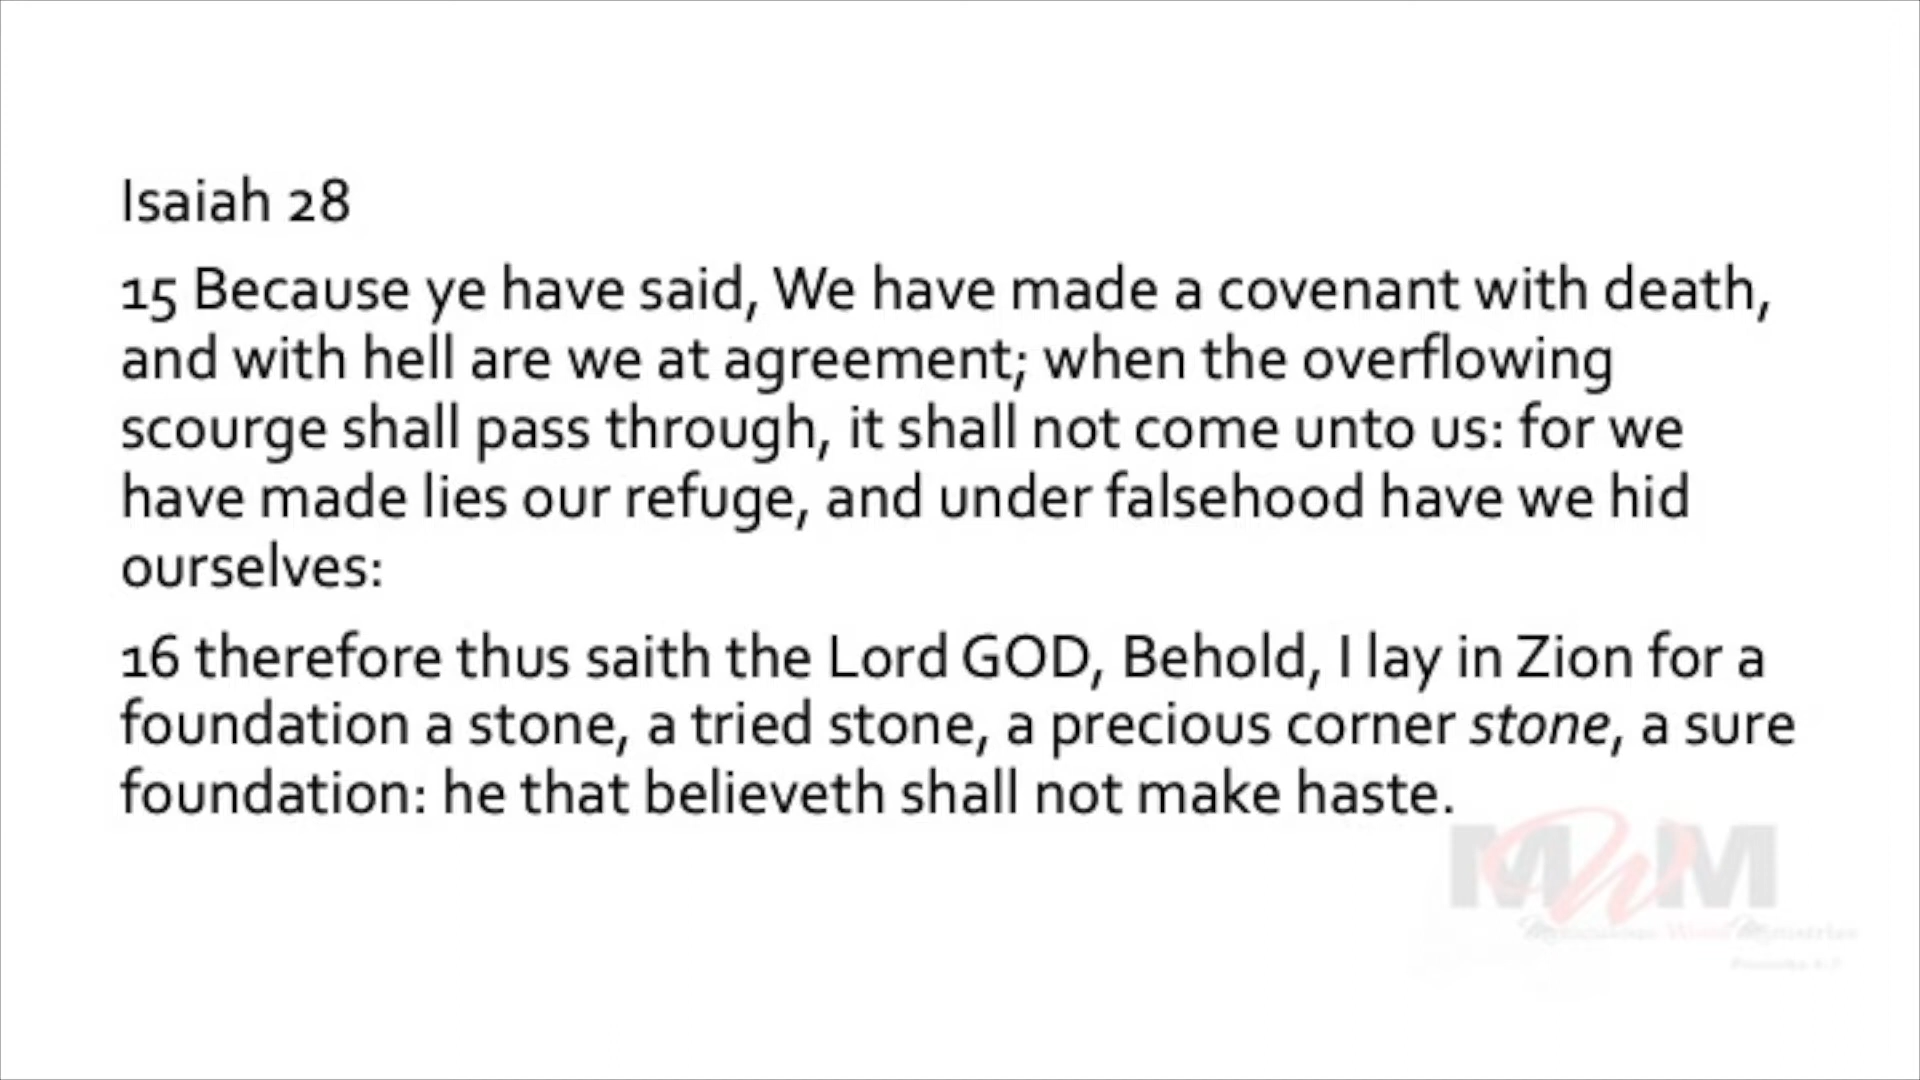 Isaiah 28
15 Because ye have said, We have made a covenant with death,
and with hell are we at agreement; when the overflowing
scourge shall pass through, it shall not come unto us: for we
have made lies our refuge, and under falsehood have we hid
ourselves:
16 therefore thus saith the Lord GOD, Behold, I lay in Zion for a
foundation a stone, a tried stone, a precious corner stone, a sure
foundation: he that believeth shall not make haste.
MWM
Word Ministries